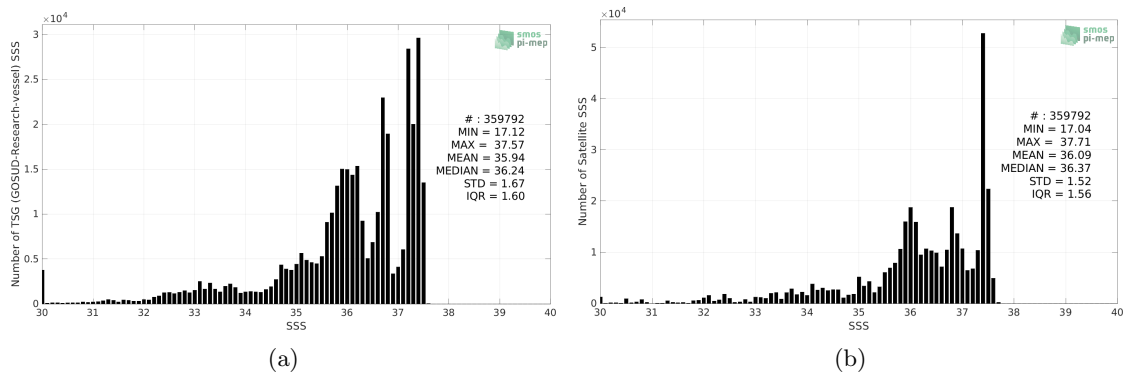 ×10⁴
3
2.5
2
1.5
1
0.5
0
Number of TSG (GOSUD-Research-vessel) SSS
30 31 32 33 34 35 36 37 38 39 40
SSS
smos
pi-mep
# : 359792
MIN = 17.12
MAX = 37.57
MEAN = 35.94
MEDIAN = 36.24
STD = 1.67
IQR = 1.60
(a)
×10⁴
5
4
3
2
1
0
Number of Satellite SSS
30 31 32 33 34 35 36 37 38 39 40
SSS
smos
pi-mep
# : 359792
MIN = 17.04
MAX = 37.71
MEAN = 36.09
MEDIAN = 36.37
STD = 1.52
IQR = 1.56
(b)